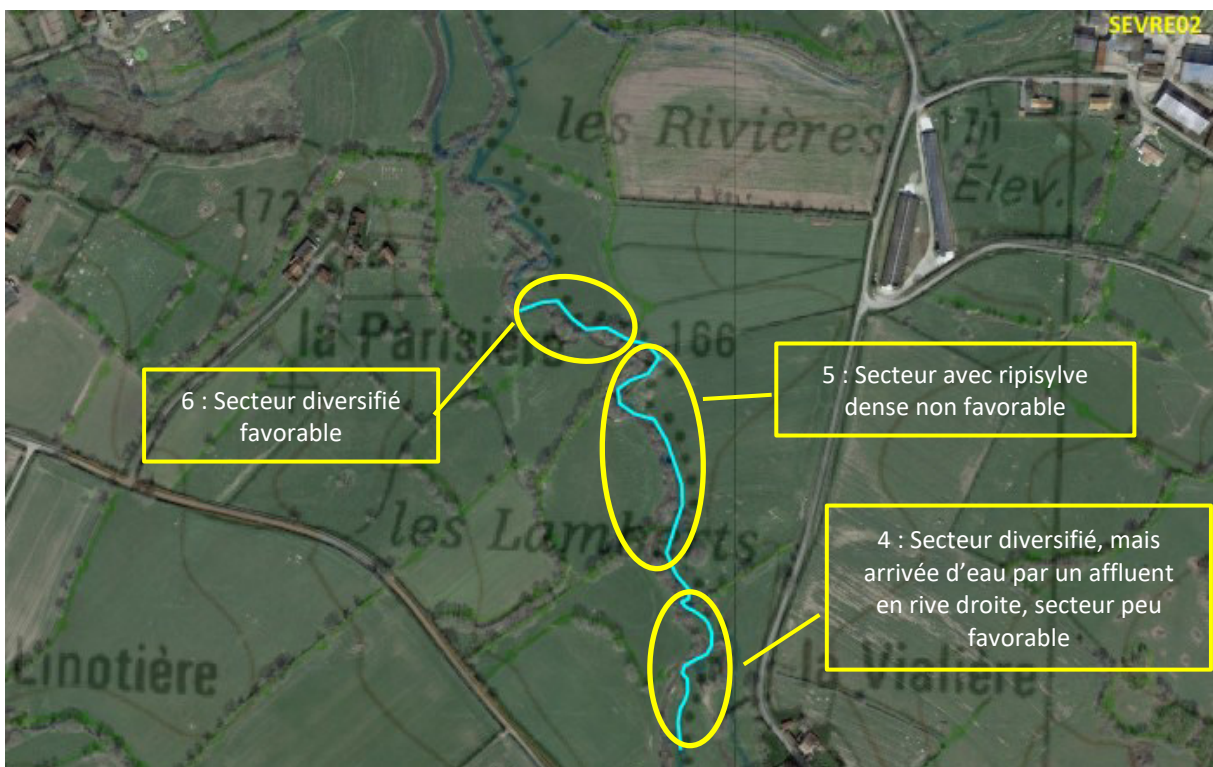 SEVRE02
les Rivières
Élev.
172
la Parisière
166
6 : Secteur diversifié
favorable
5 : Secteur avec ripisylve
dense non favorable
les Lamberts
4 : Secteur diversifié, mais
arrivée d’eau par un affluent
en rive droite, secteur peu
favorable
Linotière
la Vialière